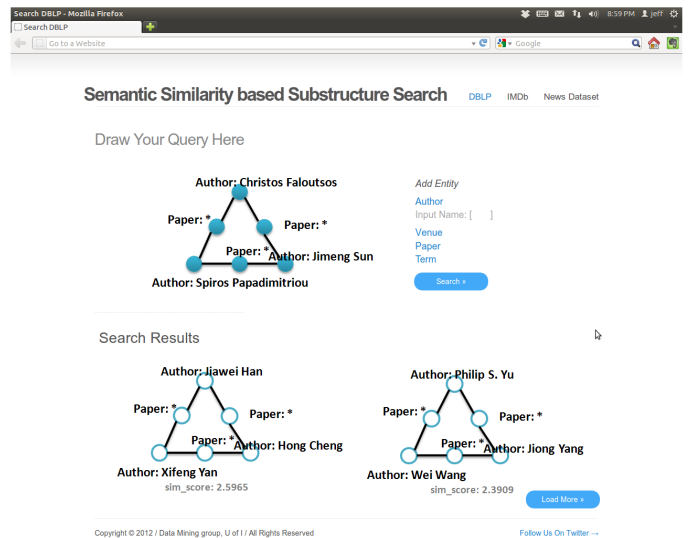 Search DBLP - Mozilla Firefox
8:59 PM jeff
Search DBLP
Go to a Website
Google
Semantic Similarity based Substructure Search
DBLP IMDb News Dataset
Draw Your Query Here
Author: Christos Faloutsos
Paper: *
Paper: *
Paper: *
Author: Jimeng Sun
Author: Spiros Papadimitriou
Add Entity
Author
Input Name: [ ]
Venue
Paper
Term
Search »
Search Results
Author: Jiawei Han
Paper: *
Paper: *
Paper: *
Author: Hong Cheng
Author: Xifeng Yan
sim_score: 2.5965
Author: Philip S. Yu
Paper: *
Paper: *
Paper: *
Author: Jiong Yang
Author: Wei Wang
sim_score: 2.3909
Load More »
Copyright © 2012 / Data Mining group, U of I / All Rights Reserved
Follow Us On Twitter →